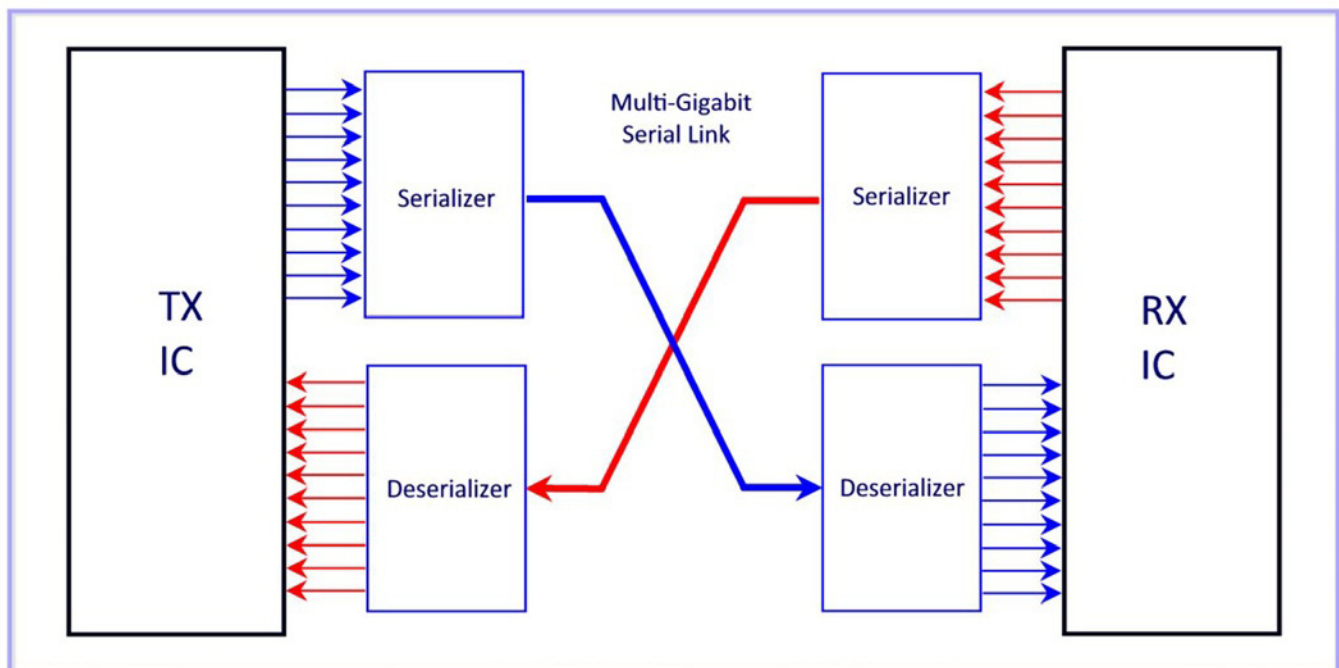 Multi-Gigabit
Serial Link
Serializer
Serializer
TX
IC
RX
IC
Deserializer
Deserializer